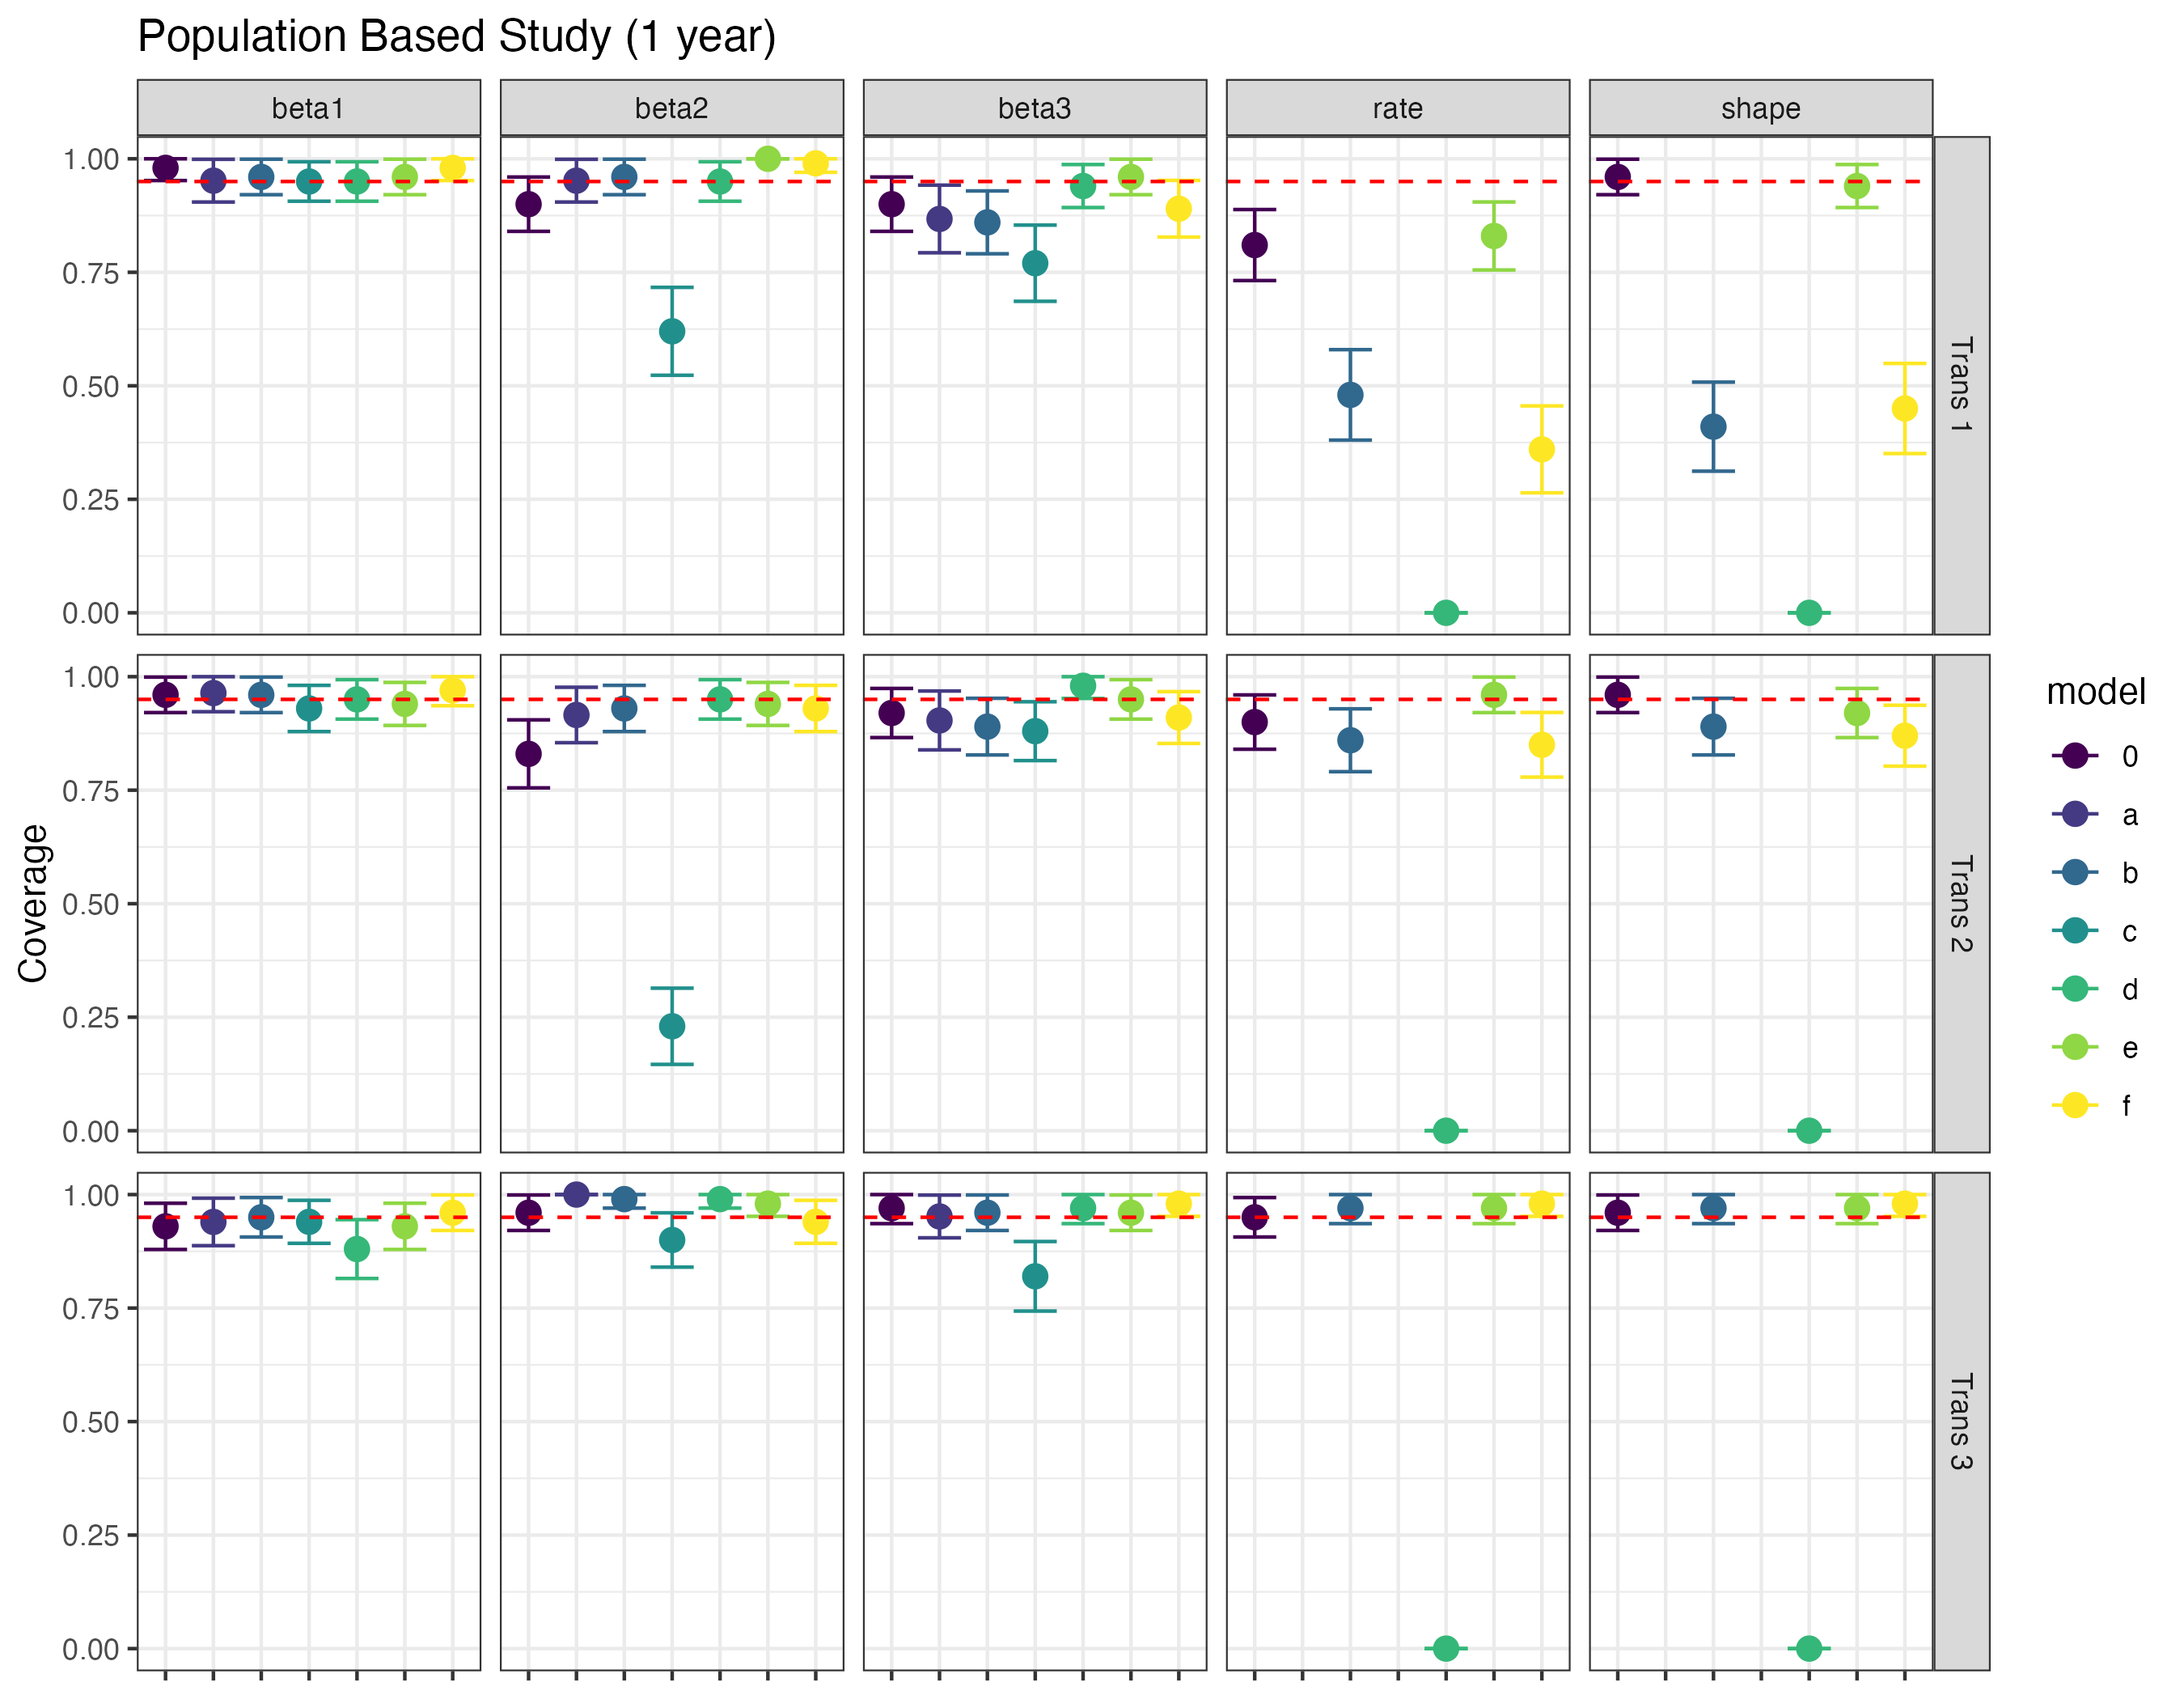 Population Based Study (1 year)
beta1 beta2 beta3 rate shape
1.00
0.75
0.50
0.25
0.00
Trans 1
1.00
0.75
0.50
0.25
0.00
Trans 2
1.00
0.75
0.50
0.25
0.00
Trans 3
Coverage
model
0
a
b
c
d
e
f